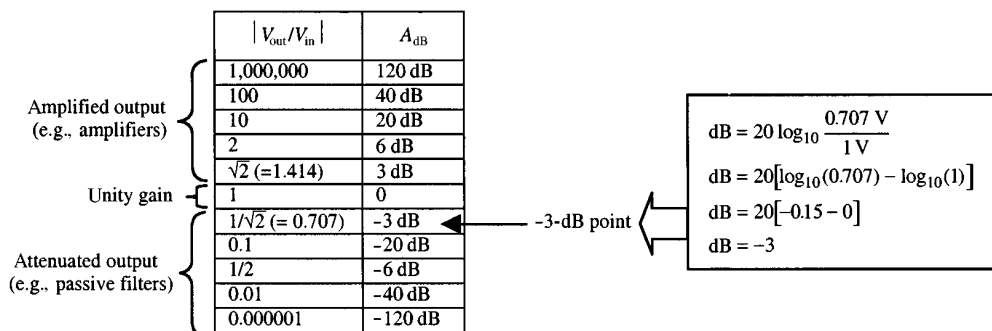 |V_out/V_in| A_dB
Amplified output
(e.g., amplifiers)
1,000,000 120 dB
100 40 dB
10 20 dB
2 6 dB
√2 (=1.414) 3 dB
Unity gain
1 0
Attenuated output
(e.g., passive filters)
1/√2 (= 0.707) −3 dB
0.1 −20 dB
1/2 −6 dB
0.01 −40 dB
0.000001 −120 dB
−3-dB point
dB = 20 log₁₀ 0.707 V / 1 V
dB = 20[log₁₀(0.707) − log₁₀(1)]
dB = 20[−0.15 − 0]
dB = −3